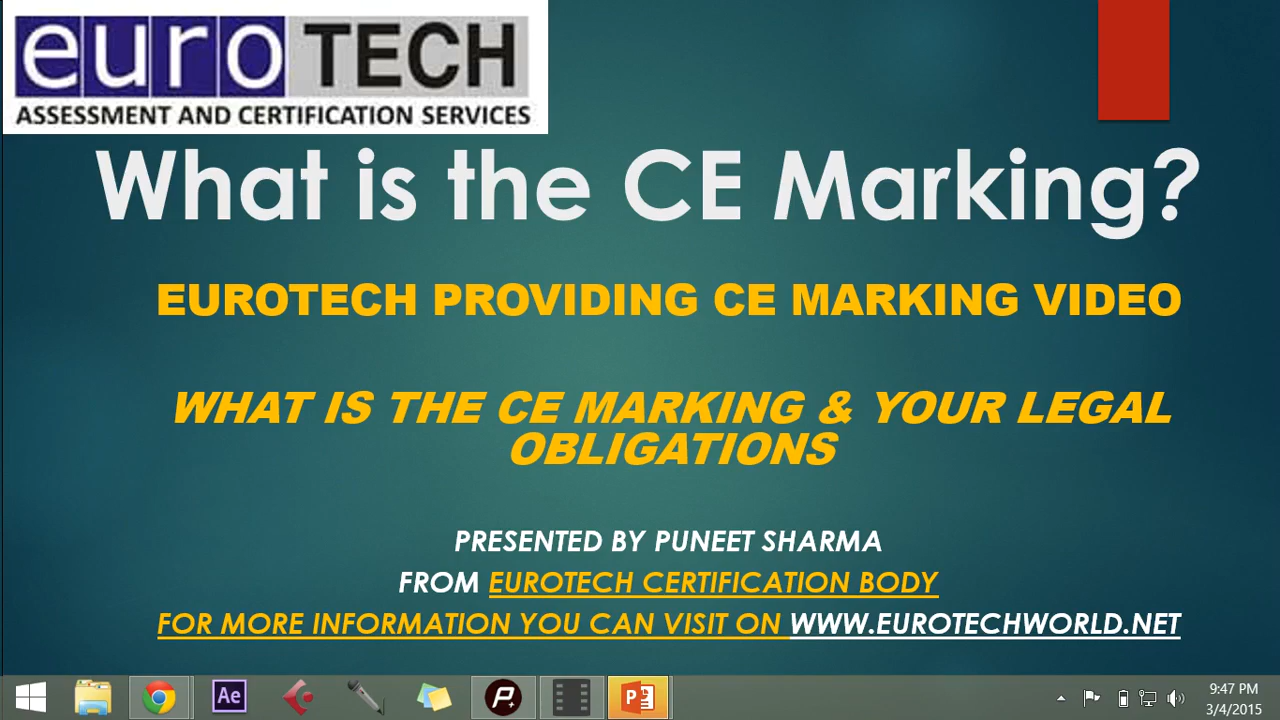 euro TECH
ASSESSMENT AND CERTIFICATION SERVICES
What is the CE Marking?
EUROTECH PROVIDING CE MARKING VIDEO
WHAT IS THE CE MARKING & YOUR LEGAL
OBLIGATIONS
PRESENTED BY PUNEET SHARMA
FROM EUROTECH CERTIFICATION BODY
FOR MORE INFORMATION YOU CAN VISIT ON WWW.EUROTECHWORLD.NET
Ae
P
P
9:47 PM
3/4/2015